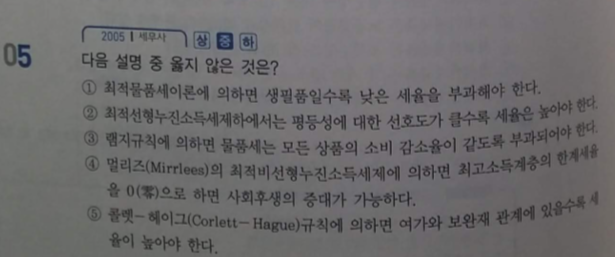 2005 | 세무사 상 중 하
05 다음 설명 중 옳지 않은 것은?
① 최적물품세이론에 의하면 생필품일수록 낮은 세율을 부과해야 한다.
② 최적선형누진소득세제하에서는 평등성에 대한 선호도가 클수록 세율은 높아야 한다.
③ 램지규칙에 의하면 물품세는 모든 상품의 소비 감소율이 같도록 부과되어야 한다.
④ 멀리즈(Mirrlees)의 최적비선형누진소득세제에 의하면 최고소득계층의 한계세율
을 0(零)으로 하면 사회후생의 증대가 가능하다.
⑤ 콜렛-헤이그(Corlett-Hague)규칙에 의하면 여가와 보완재 관계에 있을수록 세
율이 높아야 한다.